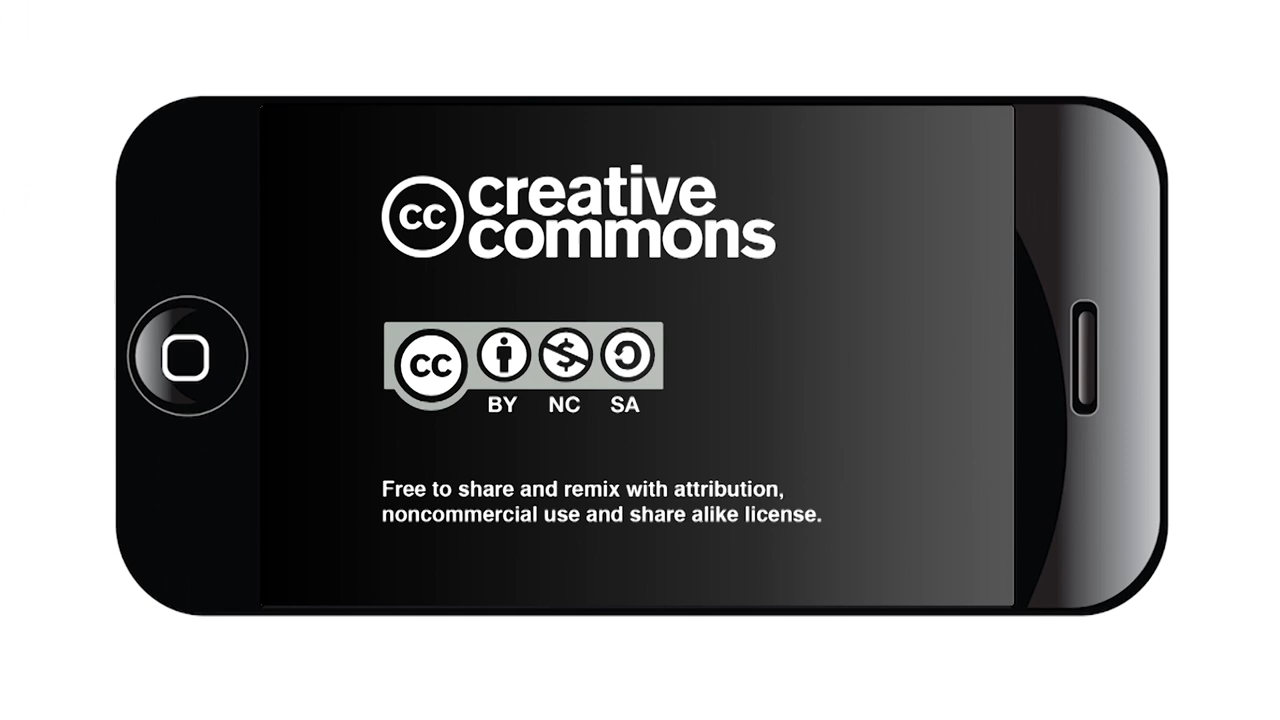 cc creative
commons
cc
BY NC SA
Free to share and remix with attribution,
noncommercial use and share alike license.